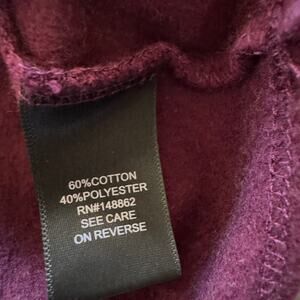 60%COTTON
40%POLYESTER
RN#148862
SEE CARE
ON REVERSE